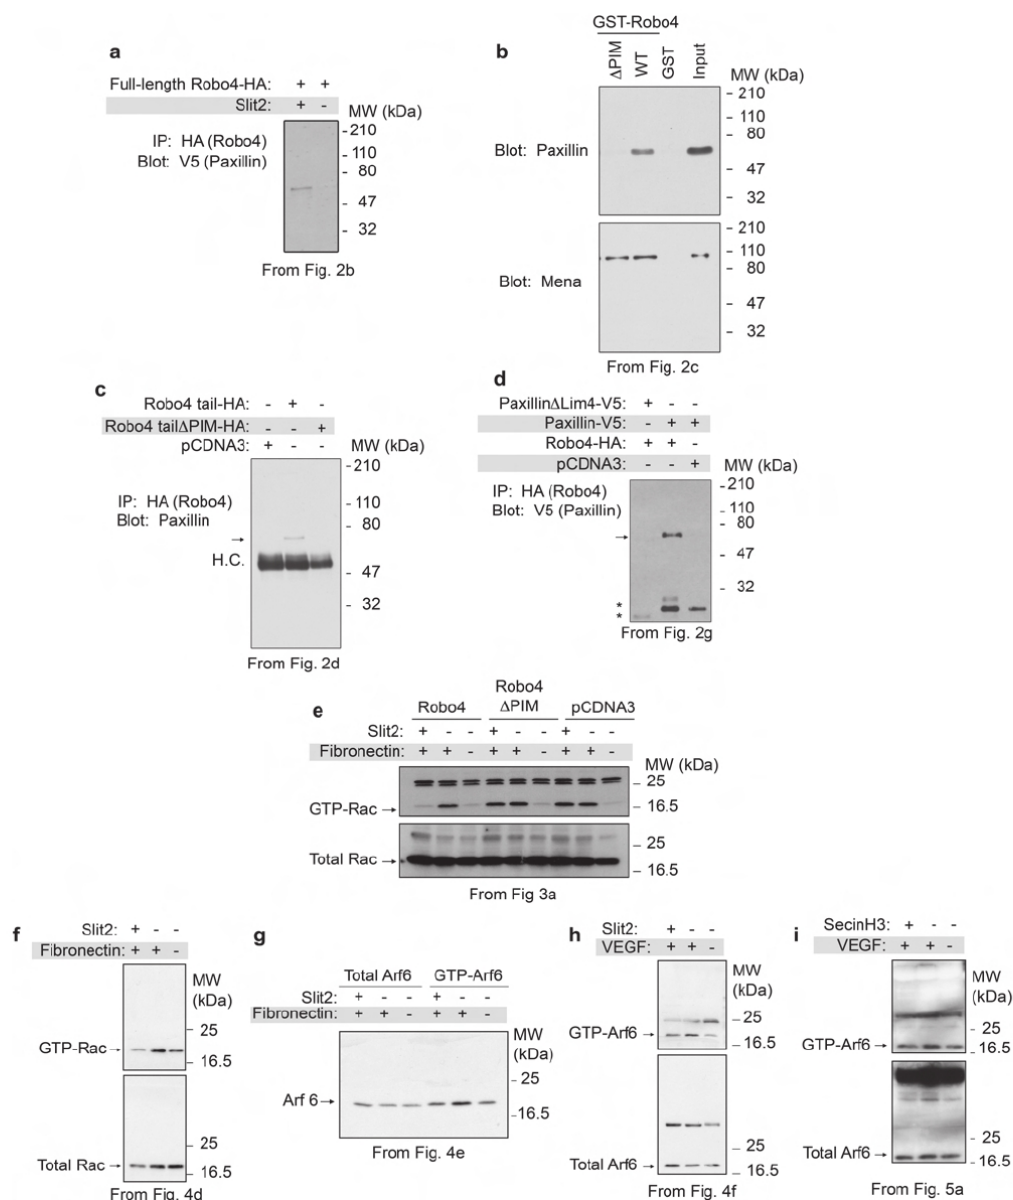 a
Full-length Robo4-HA: + +
Slit2: + -
MW (kDa)
IP: HA (Robo4)
Blot: V5 (Paxillin)
- 210
- 110
- 80
- 47
- 32
From Fig. 2b
b
GST-Robo4
ΔPIM WT GST Input
MW (kDa)
Blot: Paxillin
- 210
- 110
- 80
- 47
- 32
Blot: Mena
- 210
- 110
- 80
- 47
- 32
From Fig. 2c
c
Robo4 tail-HA: - + -
Robo4 tailΔPIM-HA: - - +
pCDNA3: + - -
MW (kDa)
IP: HA (Robo4)
Blot: Paxillin
→
H.C.
- 210
- 110
- 80
- 47
- 32
From Fig. 2d
d
PaxillinΔLim4-V5: + - -
Paxillin-V5: - + +
Robo4-HA: + + -
pCDNA3: - - +
MW (kDa)
IP: HA (Robo4)
Blot: V5 (Paxillin)
→
*
*
- 210
- 110
- 80
- 47
- 32
From Fig. 2g
e
Robo4
Robo4
ΔPIM
pCDNA3
Slit2: + - - + - - + - -
Fibronectin: + + - + + - + + -
MW (kDa)
GTP-Rac →
- 25
- 16.5
Total Rac →
- 25
- 16.5
From Fig 3a
f
Slit2: + - -
Fibronectin: + + -
MW
(kDa)
GTP-Rac →
25
- 16.5
Total Rac →
25
- 16.5
From Fig. 4d
g
Total Arf6 GTP-Arf6
Slit2: + - - + - -
Fibronectin: + + - + + -
MW
(kDa)
Arf 6 →
- 25
- 16.5
From Fig. 4e
h
Slit2: + - -
VEGF: + + -
MW
(kDa)
GTP-Arf6 →
- 25
- 16.5
Total Arf6 →
25
- 16.5
From Fig. 4f
i
SecinH3: + - -
VEGF: + + -
MW
(kDa)
GTP-Arf6 →
- 25
- 16.5
Total Arf6 →
- 25
- 16.5
From Fig. 5a